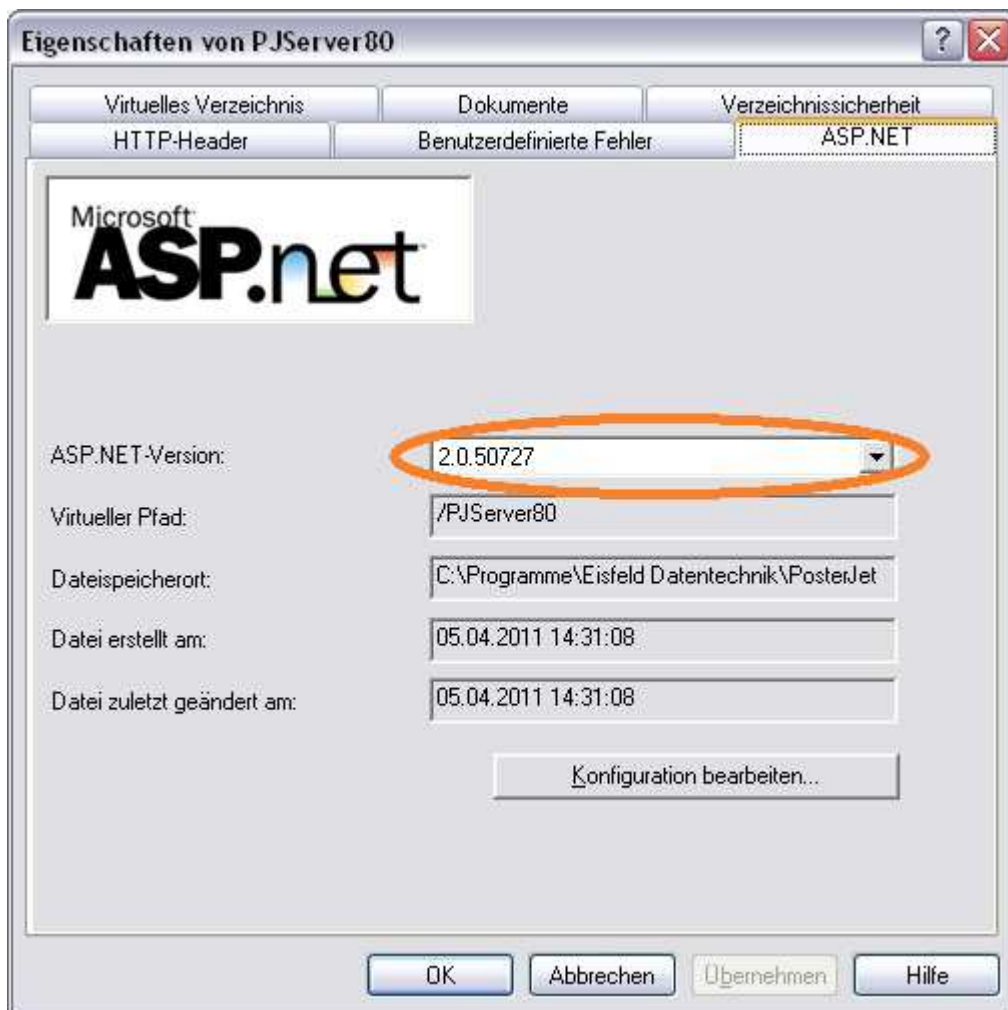 Eigenschaften von PJServer80
Virtuelles Verzeichnis
Dokumente
Verzeichnissicherheit
HTTP-Header
Benutzerdefinierte Fehler
ASP.NET
Microsoft
ASP.net
ASP.NET-Version:
2.0.50727
Virtueller Pfad:
/PJServer80
Dateispeicherort:
C:\Programme\Eisfeld Datentechnik\PosterJet
Datei erstellt am:
05.04.2011 14:31:08
Datei zuletzt geändert am:
05.04.2011 14:31:08
Konfiguration bearbeiten...
OK
Abbrechen
Übernehmen
Hilfe